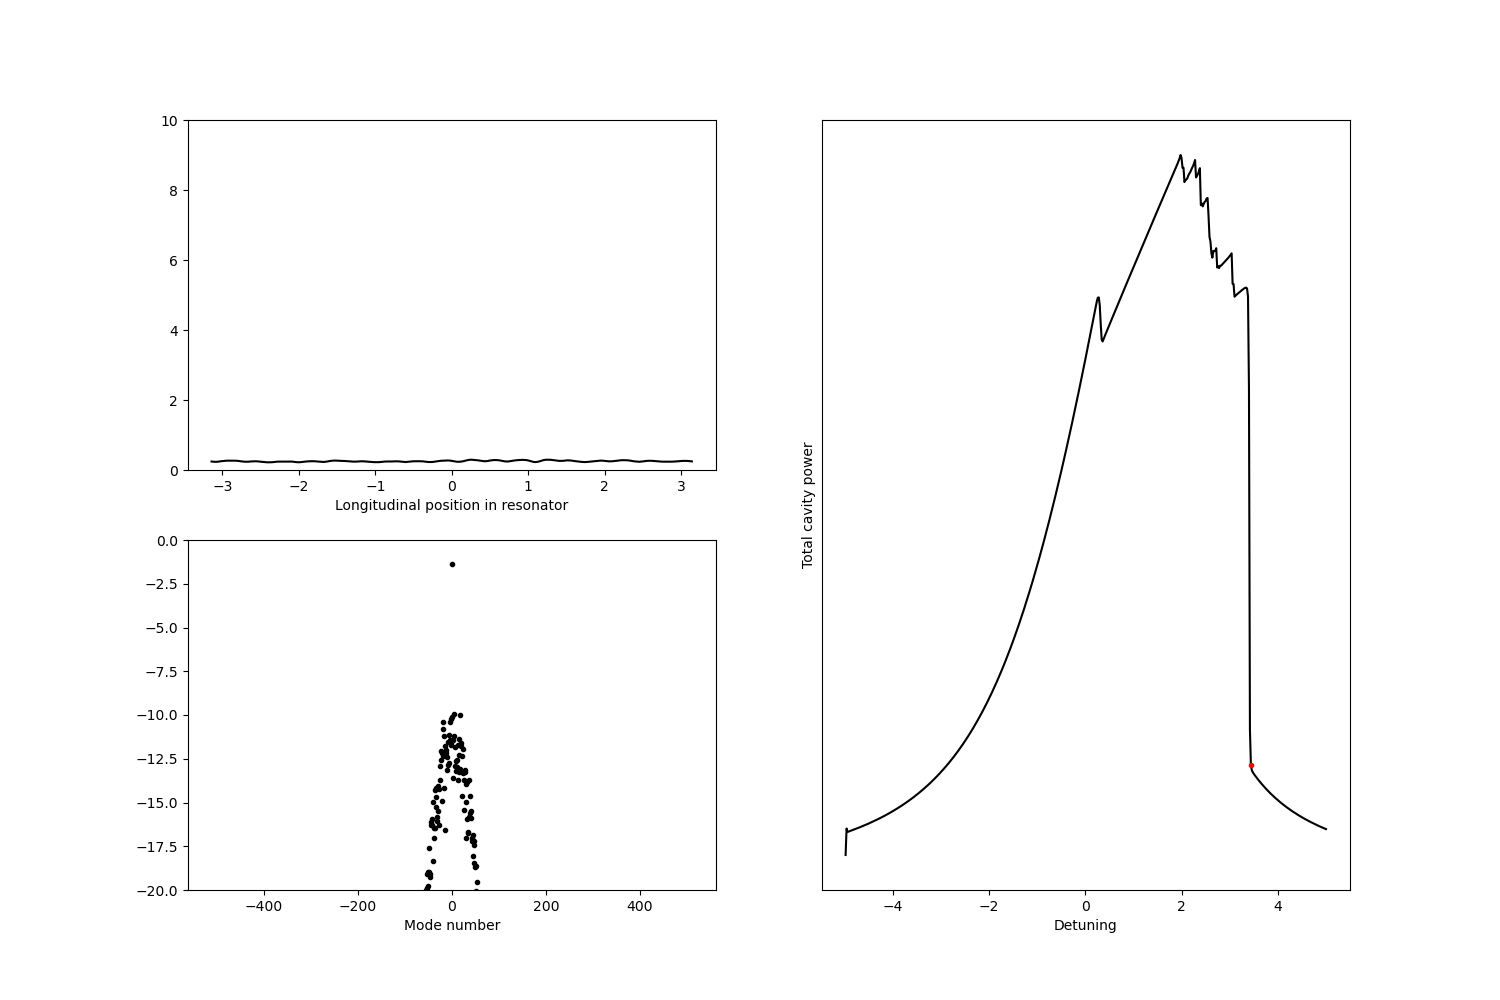 10
8
6
4
2
0
−3 −2 −1 0 1 2 3
Longitudinal position in resonator
0.0
−2.5
−5.0
−7.5
−10.0
−12.5
−15.0
−17.5
−20.0
−400 −200 0 200 400
Mode number
Total cavity power
−4 −2 0 2 4
Detuning